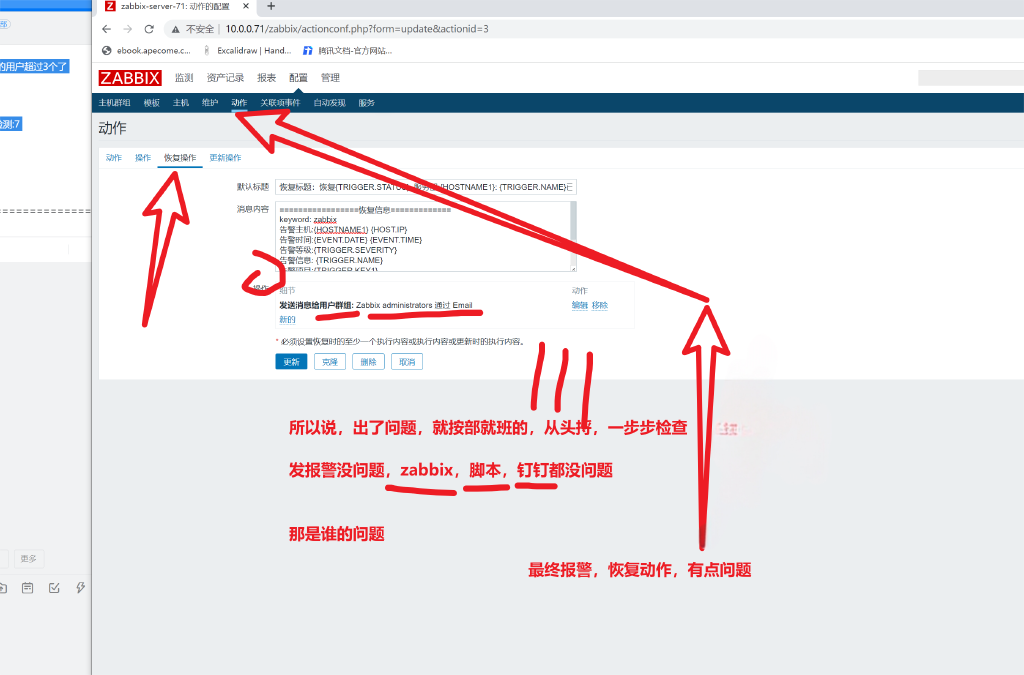 zabbix-server-71: 动作的配置
不安全 10.0.0.71/zabbix/actionconf.php?form=update&actionid=3
ebook.apecome.c... Excalidraw | Hand... 腾讯文档-官方网站...
的用户超过3个了
ZABBIX 监测 资产记录 报表 配置 管理
主机群组 模板 主机 维护 动作 关联项事件 自动发现 服务
检测:7
动作
动作 操作 恢复操作 更新操作
默认标题 恢复标题：恢复{TRIGGER.STATUS}, {HOSTNAME1}: {TRIGGER.NAME}已
消息内容 =================恢复信息=============
keyword: zabbix
告警主机:{HOSTNAME1} {HOST.IP}
告警时间:{EVENT.DATE} {EVENT.TIME}
告警等级:{TRIGGER.SEVERITY}
告警信息: {TRIGGER.NAME}
告警项目:{TRIGGER.KEY1}
操作 细节 动作
发送消息给用户群组: Zabbix administrators 通过 Email 编辑 移除
新的
* 必须设置恢复时的至少一个执行内容或执行内容或更新时的执行内容。
更新 克隆 删除 取消
所以说，出了问题，就按部就班的，从头捋，一步步检查
发报警没问题，zabbix，脚本，钉钉都没问题
那是谁的问题
更多
最终报警，恢复动作，有点问题